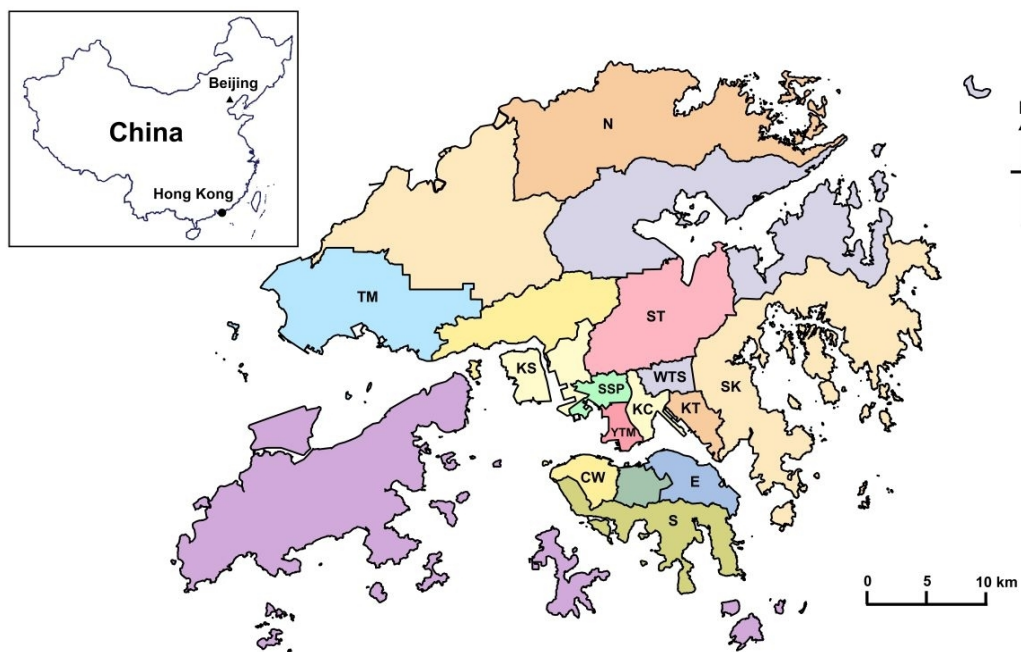 Beijing
China
Hong Kong
N
TM
ST
KS
WTS
SK
SSP
KC
KT
YTM
CW
E
S
0 5 10 km